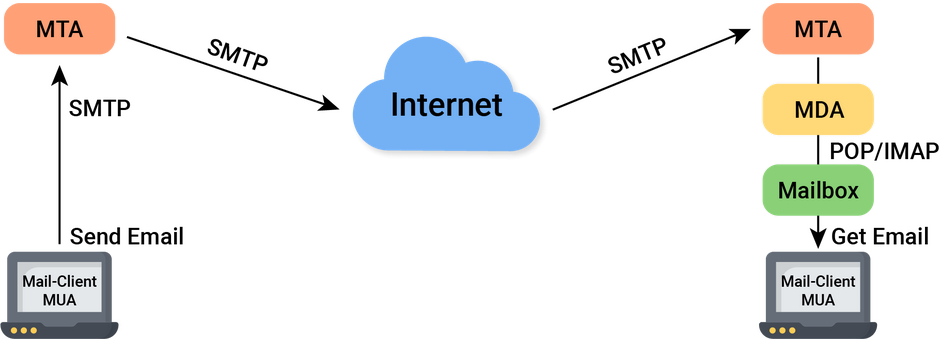 MTA
SMTP
SMTP
Send Email
Mail-Client
MUA
Internet
SMTP
MTA
MDA
POP/IMAP
Mailbox
Get Email
Mail-Client
MUA